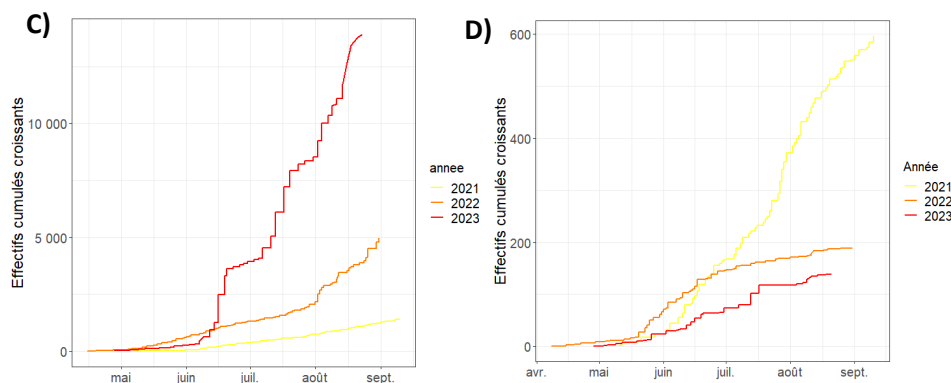 C)
Effectifs cumulés croissants
10 000
5 000
0
mai
juin
juil.
août
sept.
annee
2021
2022
2023
D)
Effectifs cumulés croissants
600
400
200
0
avr.
mai
juin
juil.
août
sept.
Année
2021
2022
2023